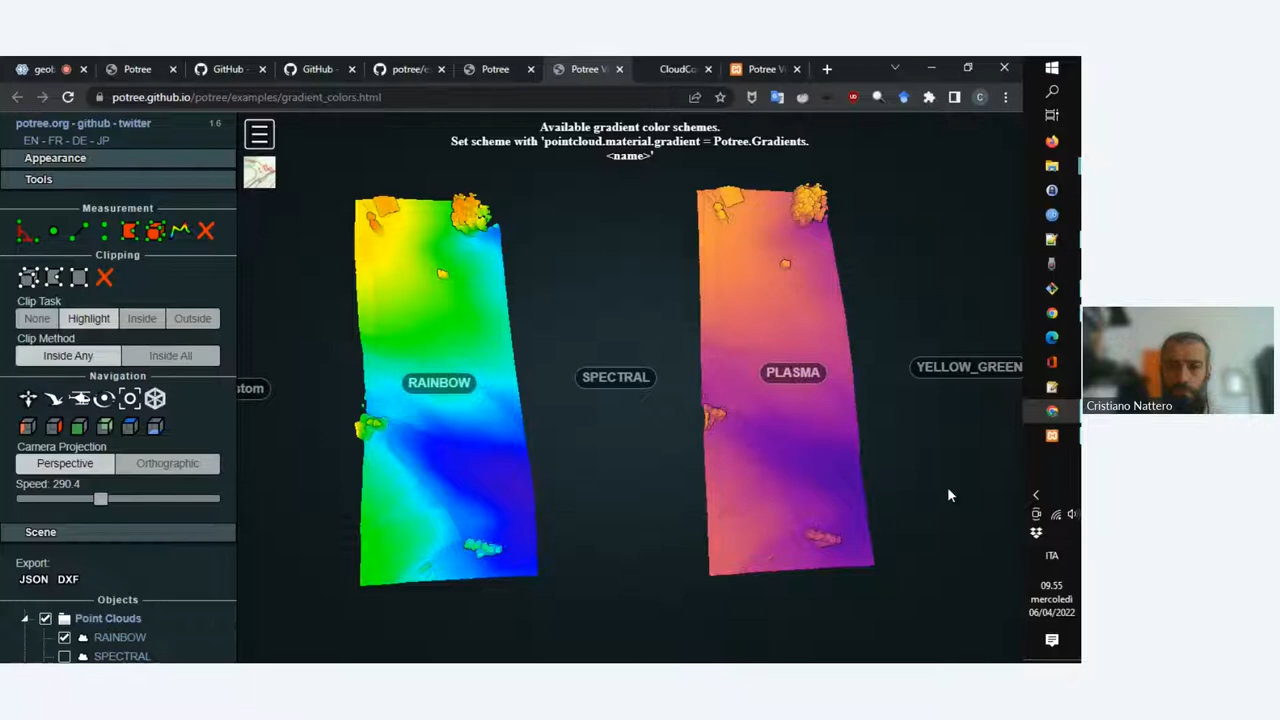 geol
Potree
GitHub -
GitHub -
potree/e
Potree
Potree V
CloudCo
Potree V
potree.github.io/potree/examples/gradient_colors.html
C
potree.org - github - twitter
1.6
EN - FR - DE - JP
Appearance
Tools
Measurement
Clipping
Clip Task
None Highlight Inside Outside
Clip Method
Inside Any Inside All
Navigation
Camera Projection
Perspective Orthographic
Speed: 290.4
Scene
Export:
JSON DXF
Objects
Point Clouds
RAINBOW
SPECTRAL
Available gradient color schemes.
Set scheme with 'pointcloud.material.gradient = Potree.Gradients.
<name>'
stom
RAINBOW
SPECTRAL
PLASMA
YELLOW_GREEN
ITA
09.55
mercoledì
06/04/2022
Cristiano Nattero